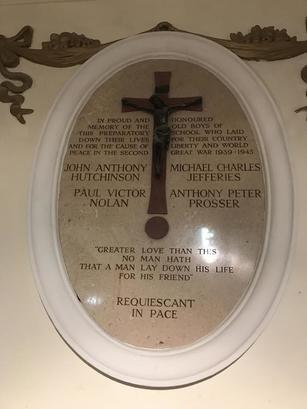 IN PROUD AND HONOURED
MEMORY OF THE OLD BOYS OF
THIS PREPARATORY SCHOOL WHO LAID
DOWN THEIR LIVES FOR THEIR COUNTRY
AND FOR THE CAUSE OF LIBERTY AND WORLD
PEACE IN THE SECOND GREAT WAR 1939-1945
JOHN ANTHONY MICHAEL CHARLES
HUTCHINSON JEFFERIES
PAUL VICTOR ANTHONY PETER
NOLAN PROSSER
"GREATER LOVE THAN THIS
NO MAN HATH
THAT A MAN LAY DOWN HIS LIFE
FOR HIS FRIEND"
REQUIESCANT
IN PACE